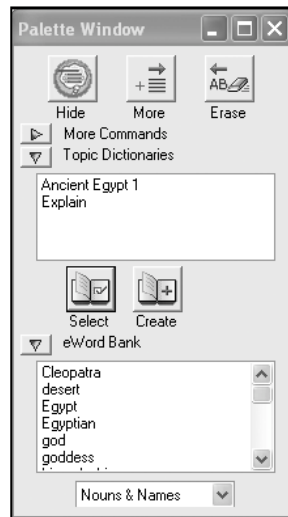 Palette Window
AB
Hide More Erase
More Commands
Topic Dictionaries
Ancient Egypt 1
Explain
Select Create
eWord Bank
Cleopatra
desert
Egypt
Egyptian
god
goddess
Nouns & Names